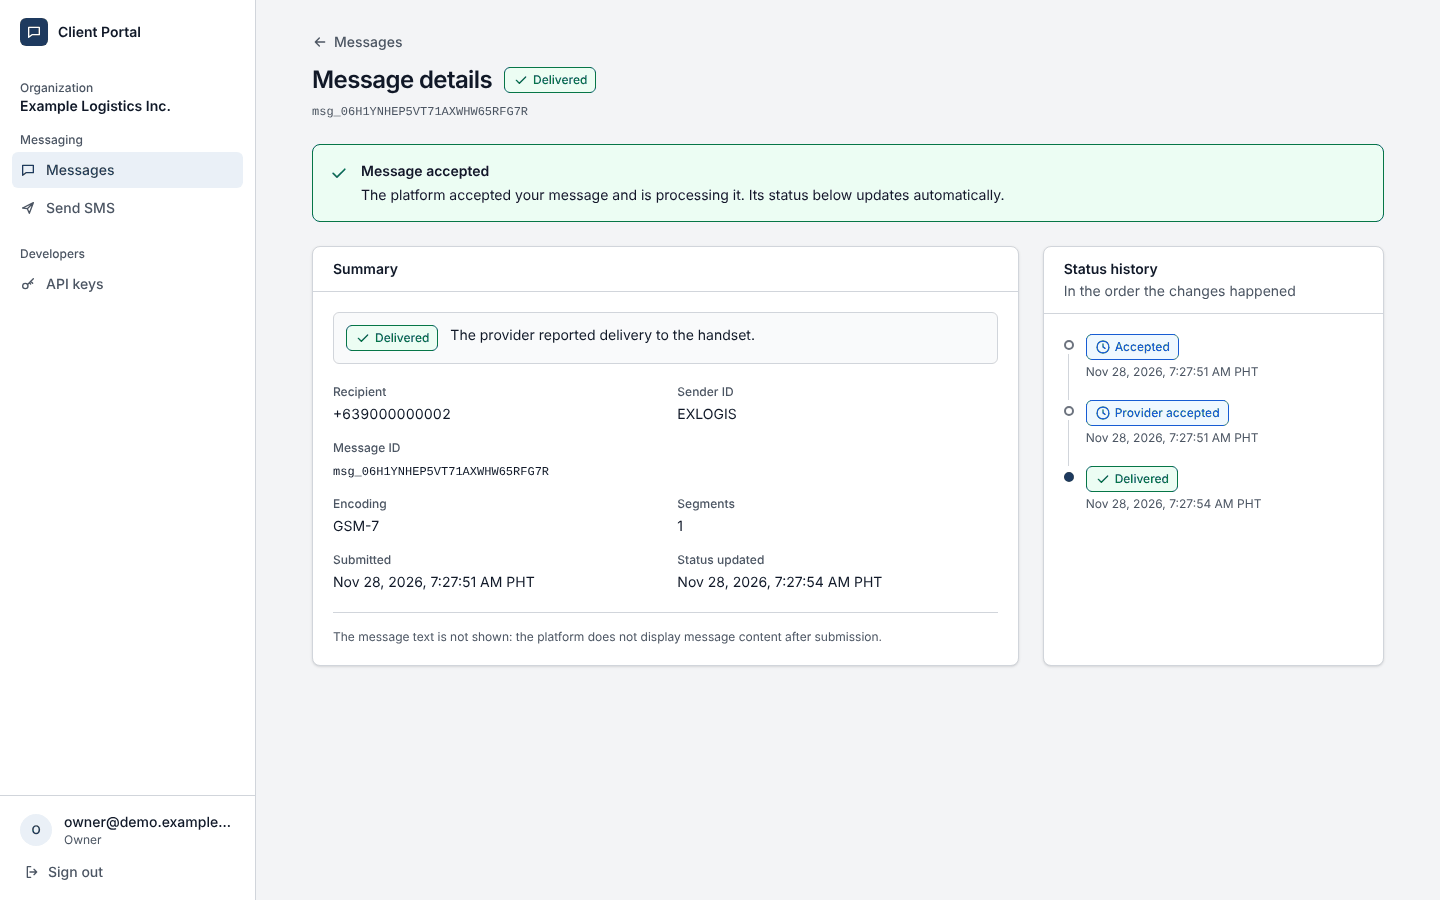 Client Portal
Organization
Example Logistics Inc.
Messaging
Messages
Send SMS
Developers
API keys
O
owner@demo.example...
Owner
Sign out
Messages
Message details
Delivered
msg_06H1YNHEP5VT71AXWHW65RFG7R
Message accepted
The platform accepted your message and is processing it. Its status below updates automatically.
Summary
Delivered
The provider reported delivery to the handset.
Recipient
+639000000002
Sender ID
EXLOGIS
Message ID
msg_06H1YNHEP5VT71AXWHW65RFG7R
Encoding
GSM-7
Segments
1
Submitted
Nov 28, 2026, 7:27:51 AM PHT
Status updated
Nov 28, 2026, 7:27:54 AM PHT
The message text is not shown: the platform does not display message content after submission.
Status history
In the order the changes happened
Accepted
Nov 28, 2026, 7:27:51 AM PHT
Provider accepted
Nov 28, 2026, 7:27:51 AM PHT
Delivered
Nov 28, 2026, 7:27:54 AM PHT